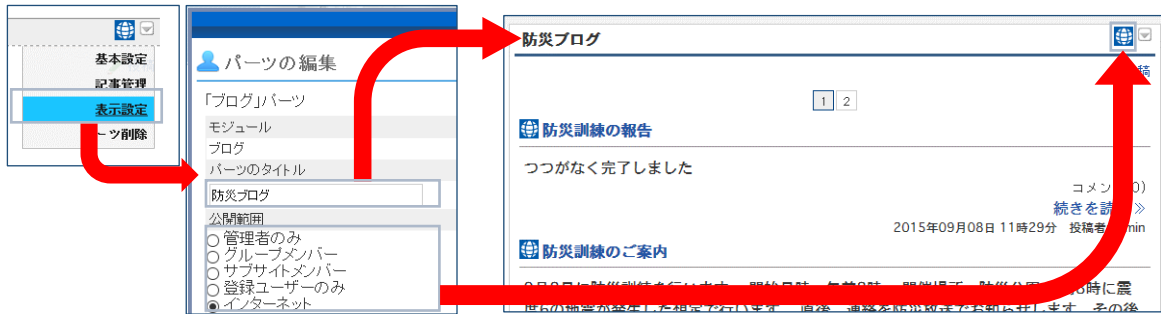 基本設定
記事管理
表示設定
ーツ削除
パーツの編集
「ブログ」パーツ
モジュール
ブログ
パーツのタイトル
防災ブログ
公開範囲
管理者のみ
グループメンバー
サブサイトメンバー
登録ユーザーのみ
インターネット
防災ブログ
稿
1 2
防災訓練の報告
つつがなく完了しました
コメン 0)
続きを読 ≫
2015年09月08日 11時29分 投稿者 min
防災訓練のご案内